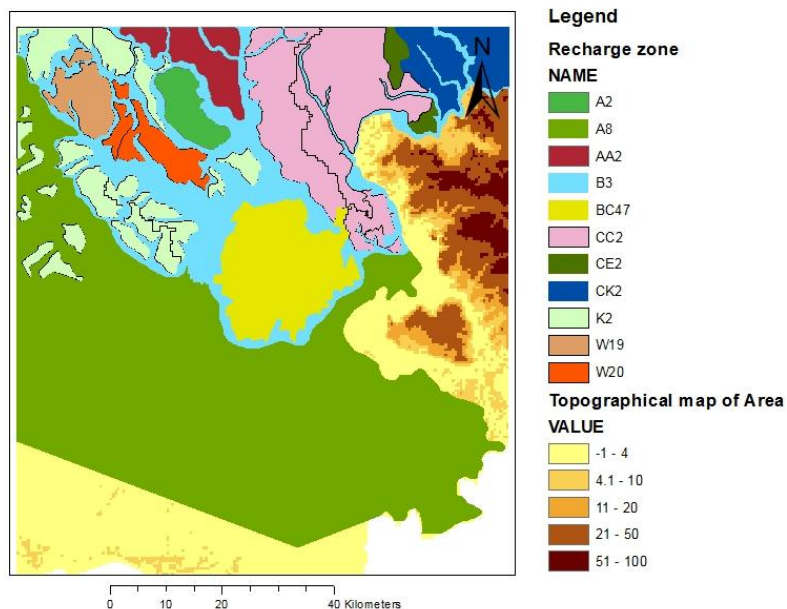 N
Legend
Recharge zone
NAME
A2
A8
AA2
B3
BC47
CC2
CE2
CK2
K2
W19
W20
Topographical map of Area
VALUE
-1 - 4
4.1 - 10
11 - 20
21 - 50
51 - 100
0 10 20 40 Kilometers